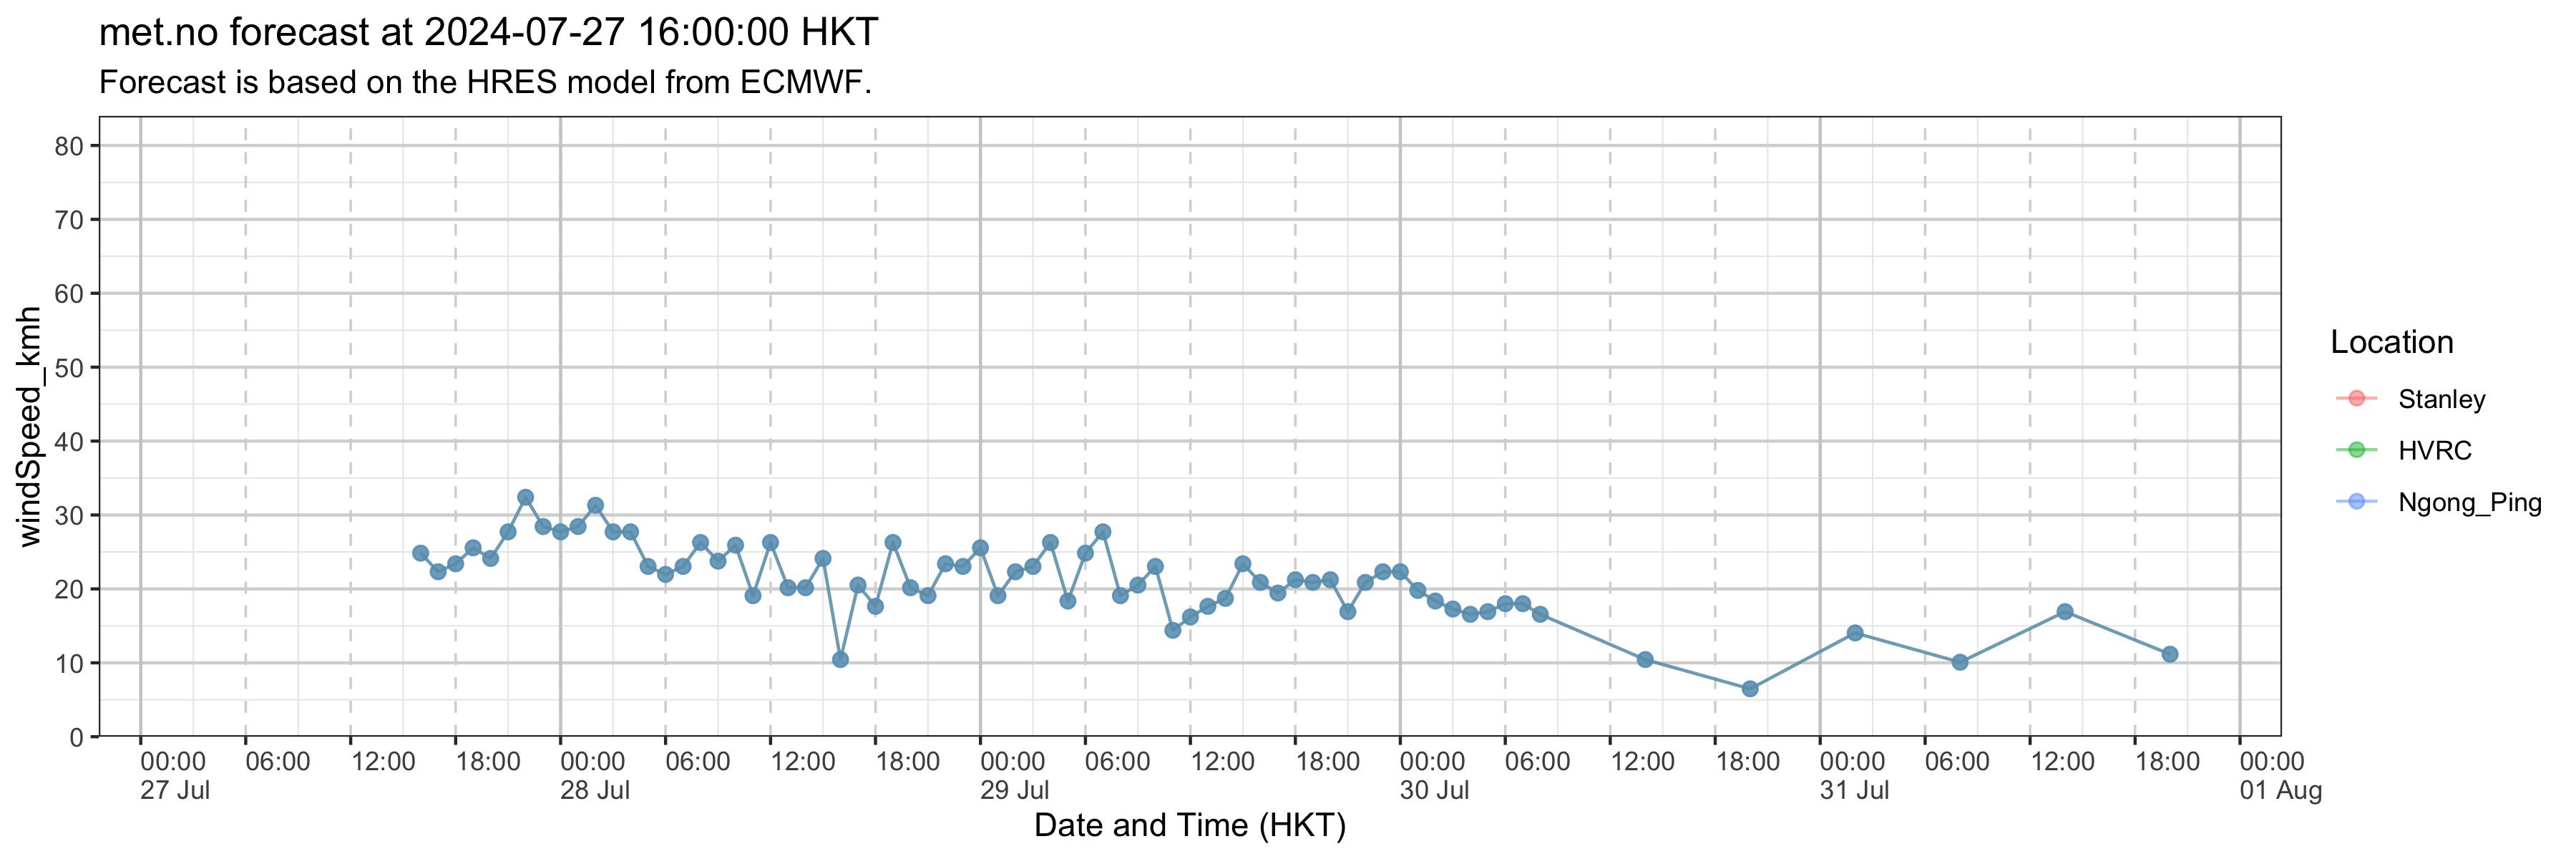 met.no forecast at 2024-07-27 16:00:00 HKT
Forecast is based on the HRES model from ECMWF.
windSpeed_kmh
80
70
60
50
40
30
20
10
0
00:00 06:00 12:00 18:00 00:00 06:00 12:00 18:00 00:00 06:00 12:00 18:00 00:00 06:00 12:00 18:00 00:00 06:00 12:00 18:00 00:00
27 Jul 28 Jul 29 Jul 30 Jul 31 Jul 01 Aug
Date and Time (HKT)
Location
Stanley
HVRC
Ngong_Ping